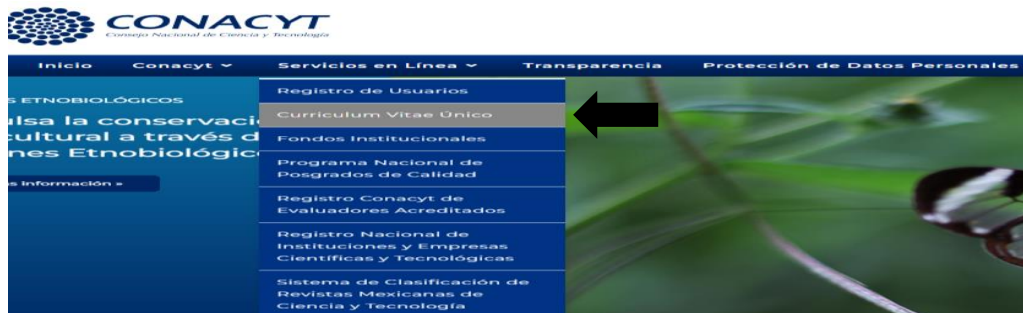 CONACYT
Consejo Nacional de Ciencia y Tecnología
Inicio Conacyt Servicios en Línea Transparencia Protección de Datos Personales
Registro de Usuarios
S ETNOBIOLÓGICOS
Curriculum Vitae Único
ulsa la conservaci
cultural a través d
Fondos Institucionales
nes Etnobiológic
Programa Nacional de
Posgrados de Calidad
s información »
Registro Conacyt de
Evaluadores Acreditados
Registro Nacional de
Instituciones y Empresas
Científicas y Tecnológicas
Sistema de Clasificación de
Revistas Mexicanas de
Ciencia y Tecnología